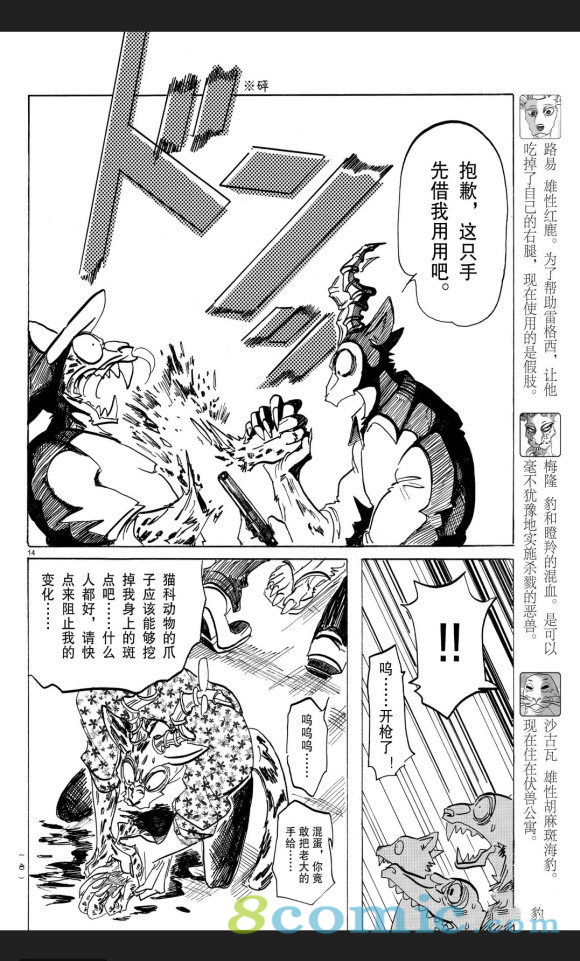 ※砰
ドドン
抱歉，这只手
先借我用用吧。
14
!!
呜……
开枪了！
猫科动物的爪
子应该能够挖
掉我身上的斑
点吧……什么
人都好，请快
点来阻止我的
变化……
呜呜
呜……
混蛋，你竟
敢把老大的
手给……
路易 雄性红鹿。为了帮助雷格西，让他
吃掉了自己的右腿，现在使用的是假肢。
梅隆 豹和瞪羚的混血。是可以
毫不犹豫地实施杀戮的恶兽。
沙古瓦 雄性胡麻斑海豹。
现在住在伏兽公寓。
豹
8comic.com